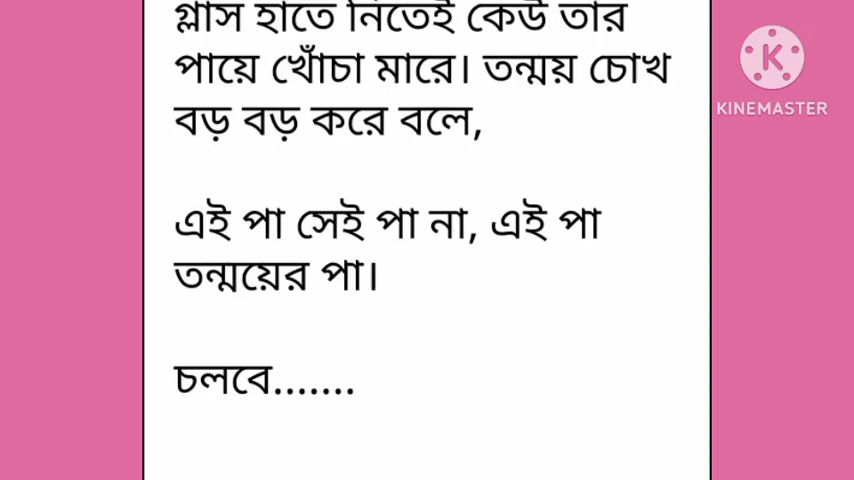 গ্লাস হাতে নিতেই কেউ তার
পায়ে খোঁচা মারে। তন্ময় চোখ
বড় বড় করে বলে,
এই পা সেই পা না, এই পা
তন্ময়ের পা।
চলবে.......
K
KINEMASTER